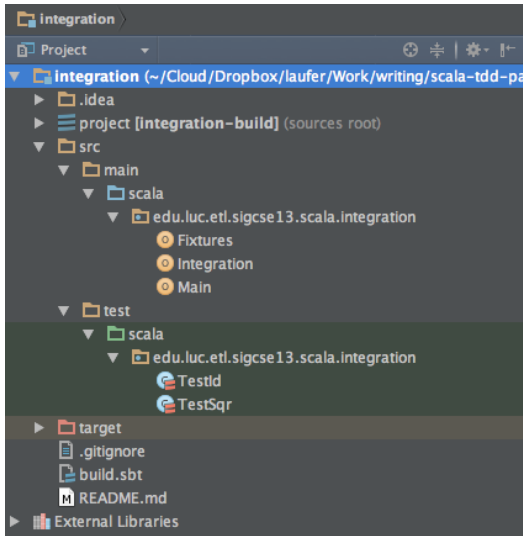 integration
Project
integration (~/Cloud/Dropbox/laufer/Work/writing/scala-tdd-pa
.idea
project [integration-build] (sources root)
src
main
scala
edu.luc.etl.sigcse13.scala.integration
Fixtures
Integration
Main
test
scala
edu.luc.etl.sigcse13.scala.integration
TestId
TestSqr
target
.gitignore
build.sbt
README.md
External Libraries